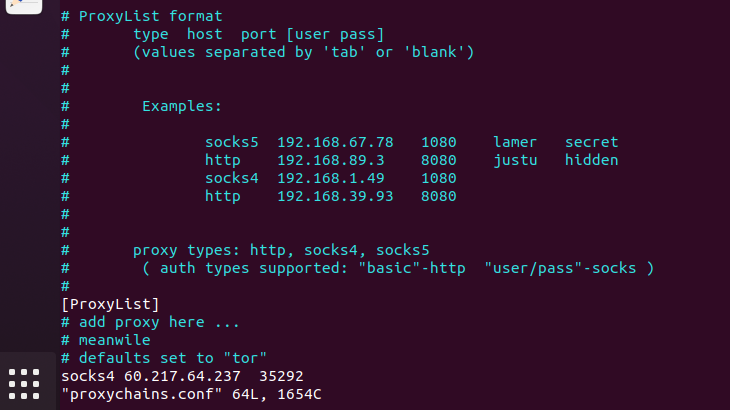 # ProxyList format
#       type  host  port [user pass]
#       (values separated by 'tab' or 'blank')
#
#
#        Examples:
#
#               socks5  192.168.67.78   1080    lamer   secret
#               http    192.168.89.3    8080    justu   hidden
#               socks4  192.168.1.49    1080
#               http    192.168.39.93   8080
#
#
#       proxy types: http, socks4, socks5
#        ( auth types supported: "basic"-http  "user/pass"-socks )
#
[ProxyList]
# add proxy here ...
# meanwile
# defaults set to "tor"
socks4 60.217.64.237  35292
"proxychains.conf" 64L, 1654C